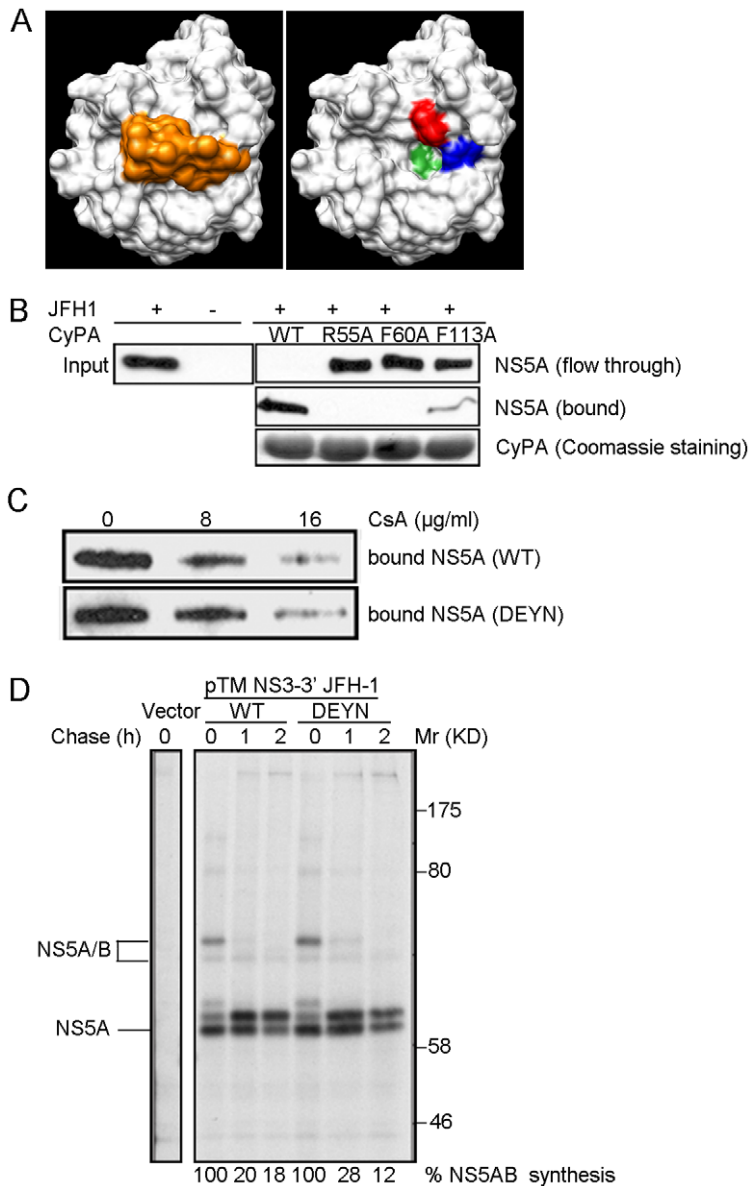 A
B
JFH1 + - + + + +
CyPA WT R55A F60A F113A
Input NS5A (flow through)
NS5A (bound)
CyPA (Coomassie staining)
C
0 8 16 CsA (µg/ml)
bound NS5A (WT)
bound NS5A (DEYN)
D
pTM NS3-3' JFH-1
Vector WT DEYN
Chase (h) 0 0 1 2 0 1 2 Mr (KD)
175
80
NS5A/B
NS5A
58
46
100 20 18 100 28 12 % NS5AB synthesis